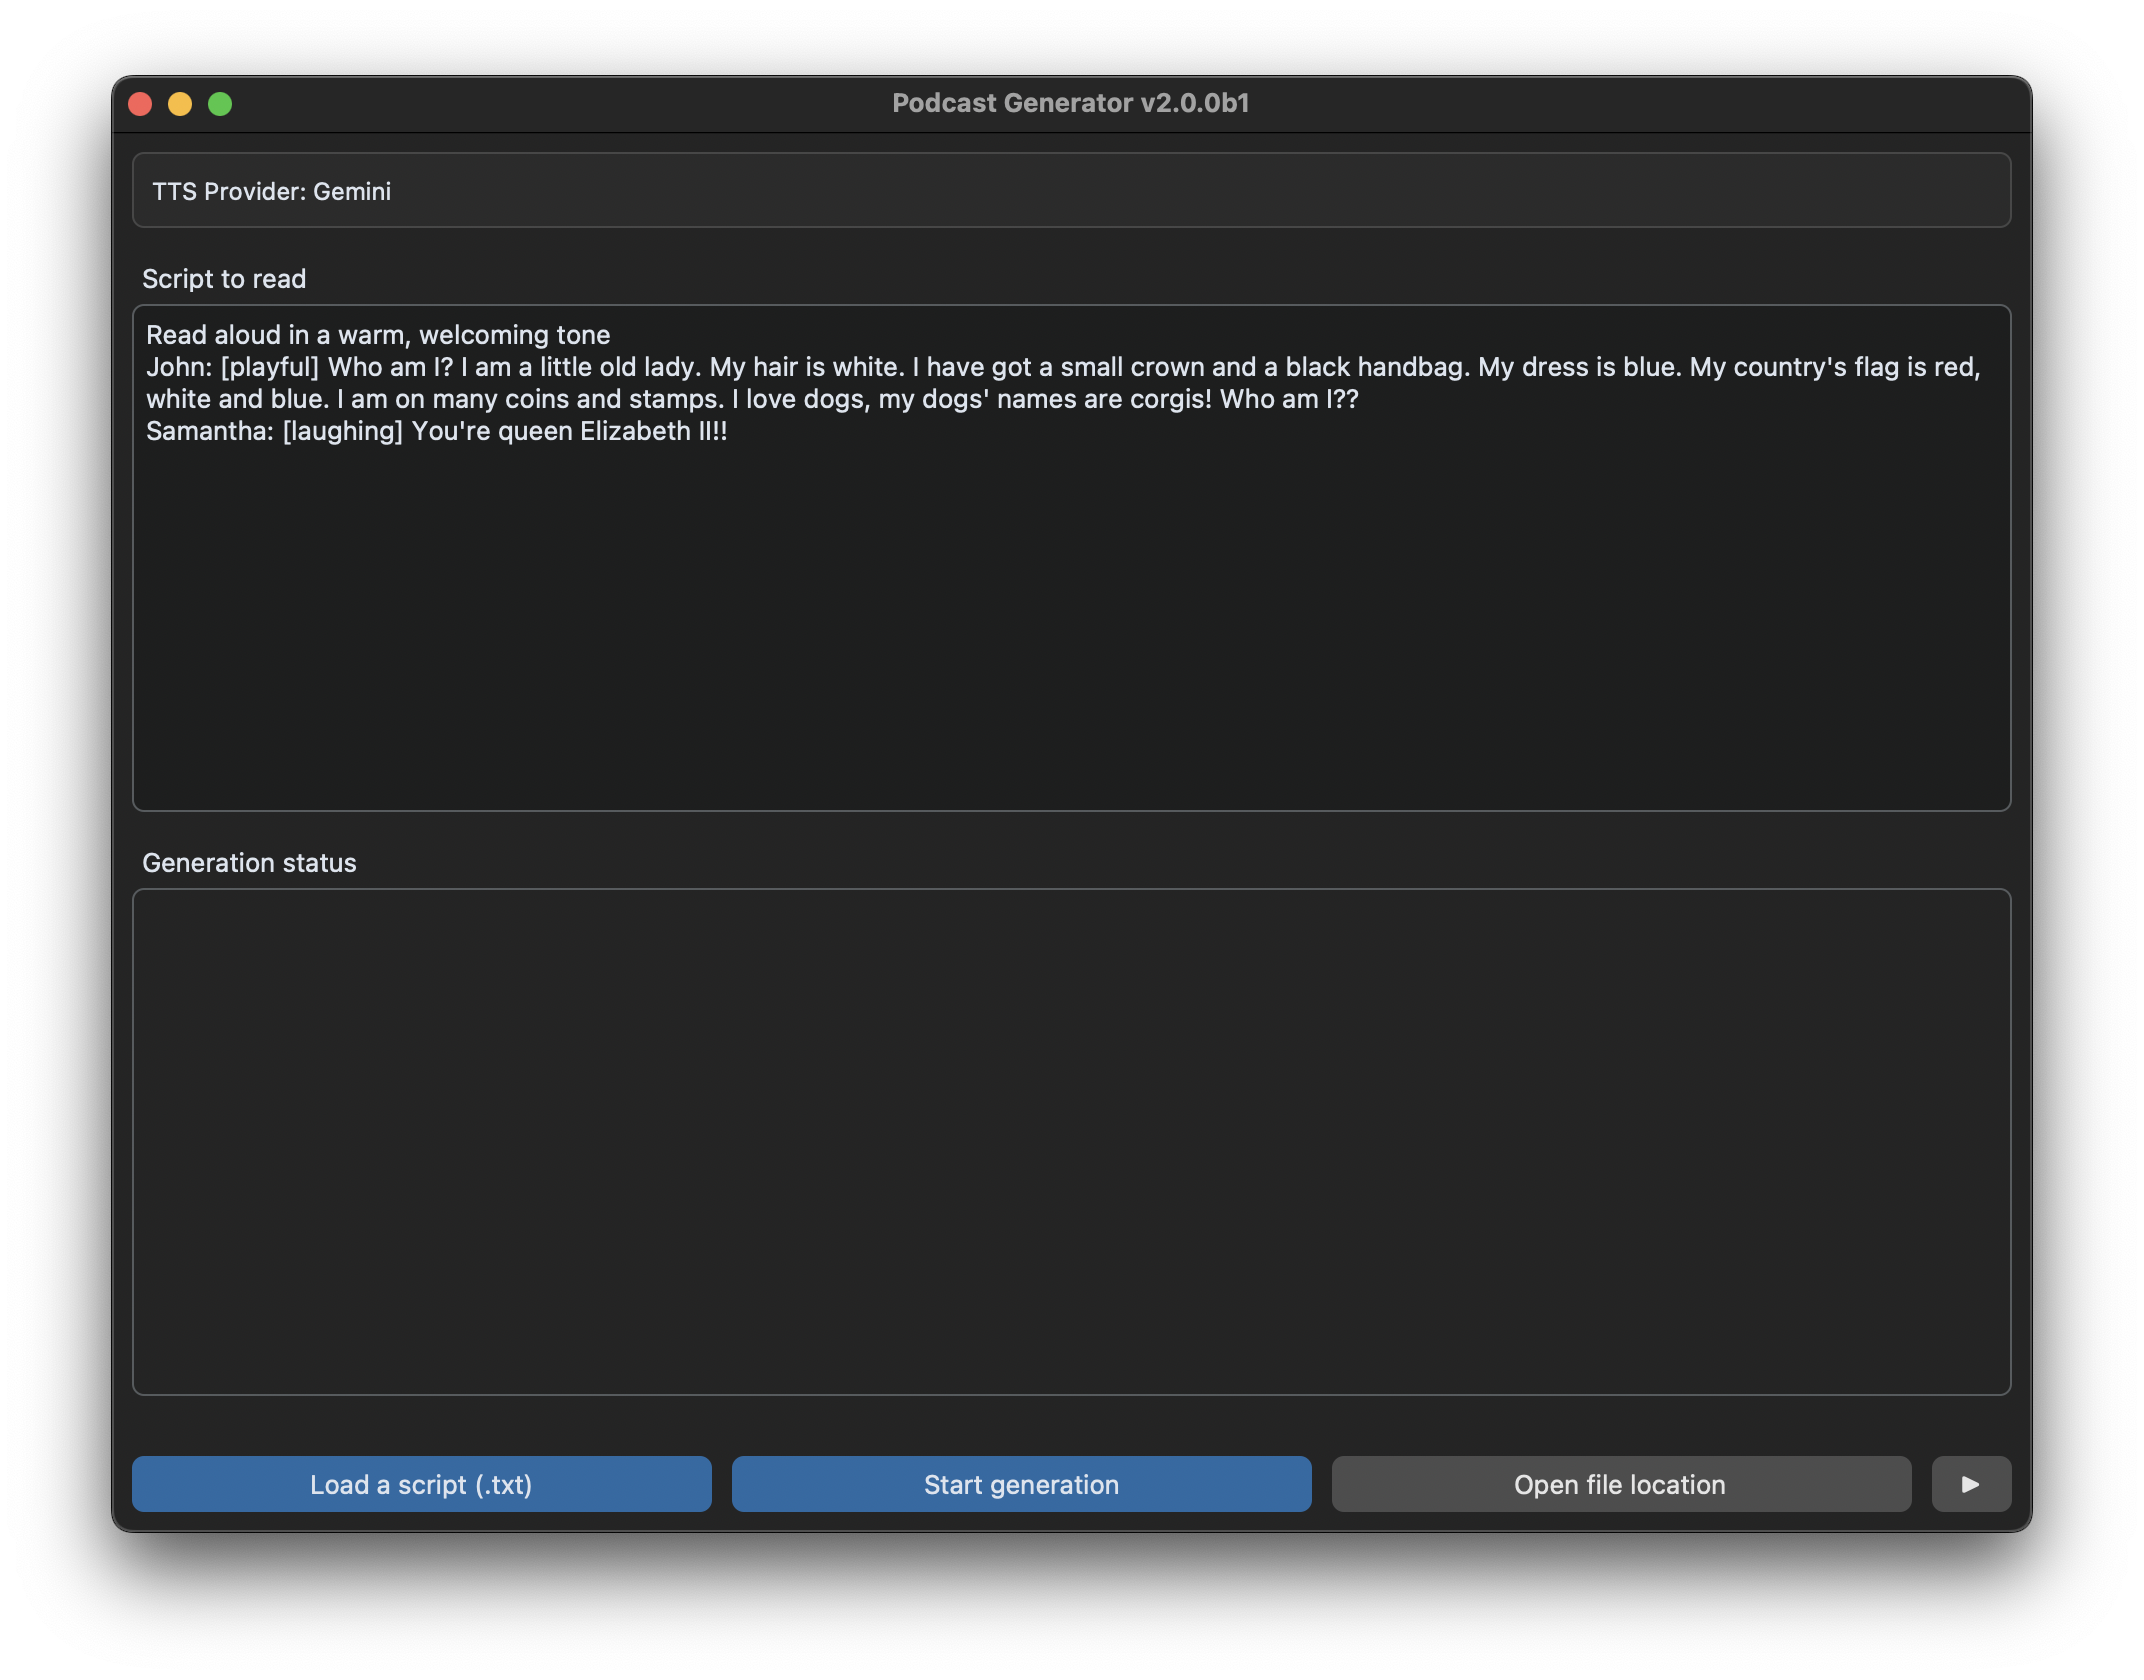 Podcast Generator v2.0.0b1
TTS Provider: Gemini
Script to read
Read aloud in a warm, welcoming tone
John: [playful] Who am I? I am a little old lady. My hair is white. I have got a small crown and a black handbag. My dress is blue. My country's flag is red,
white and blue. I am on many coins and stamps. I love dogs, my dogs' names are corgis! Who am I??
Samantha: [laughing] You're queen Elizabeth II!!
Generation status
Load a script (.txt)
Start generation
Open file location